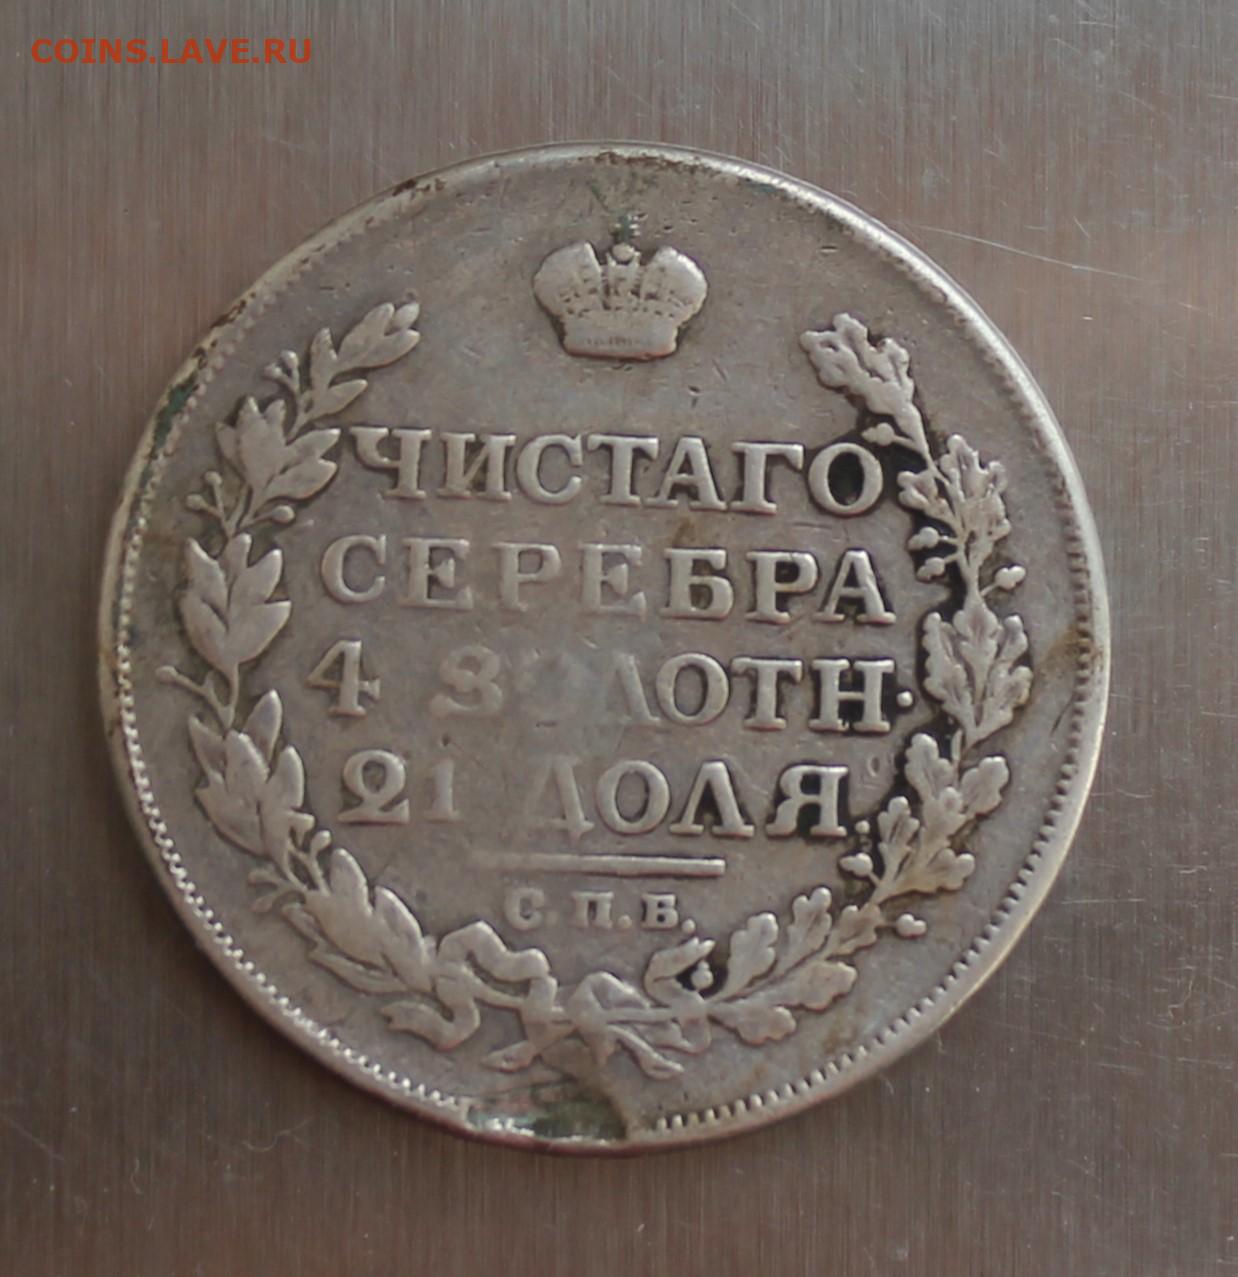 COINS.LAVE.RU
ЧИСТАГО
СЕРЕБРА
4 ЗОЛОТН.
21 ДОЛЯ.
С.П.Б.